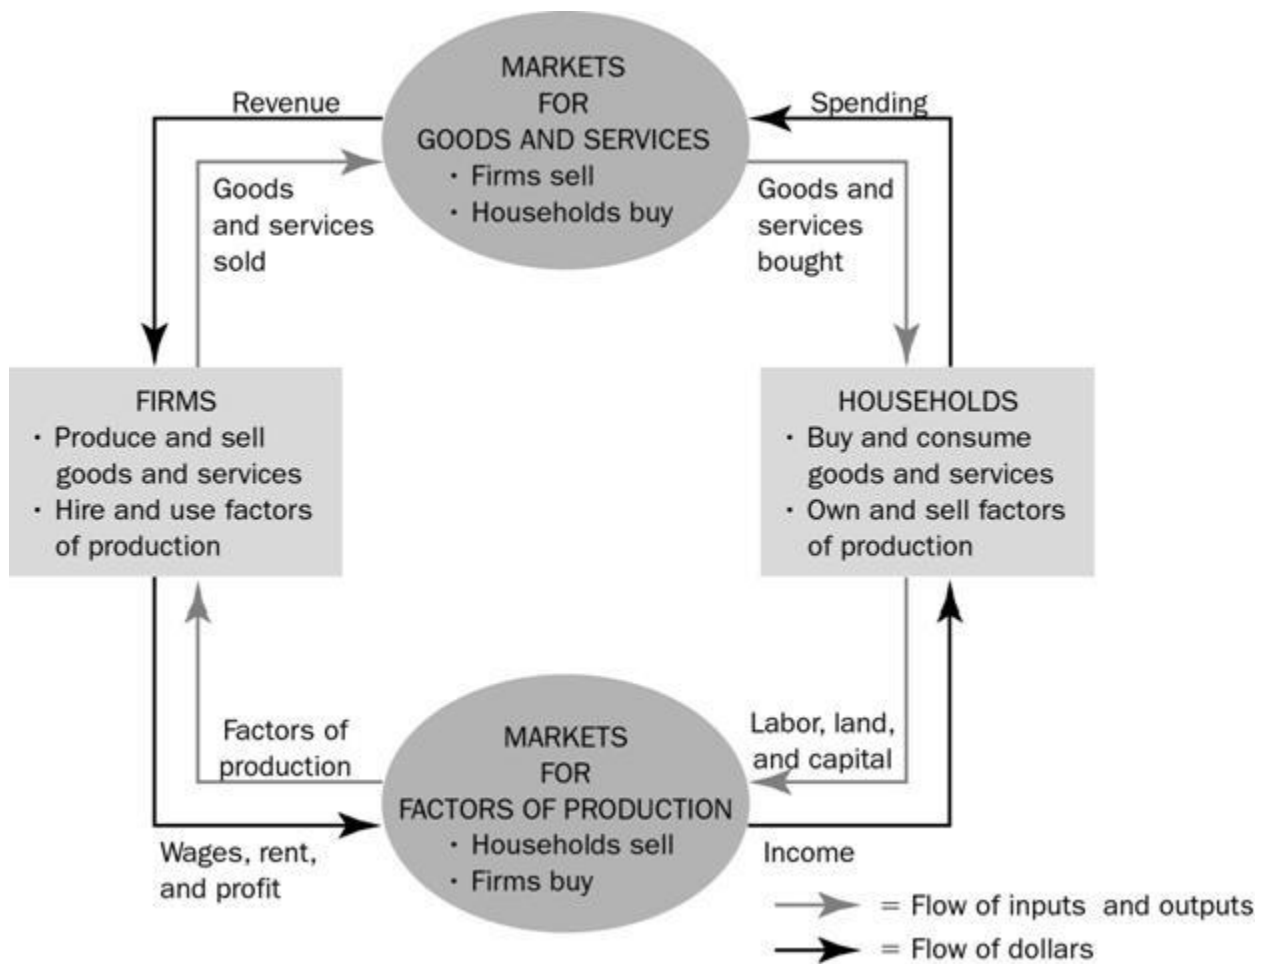 MARKETS
FOR
GOODS AND SERVICES
· Firms sell
· Households buy
Revenue
Spending
Goods
and services
sold
Goods and
services
bought
FIRMS
· Produce and sell
goods and services
· Hire and use factors
of production
HOUSEHOLDS
· Buy and consume
goods and services
· Own and sell factors
of production
Factors of
production
Labor, land,
and capital
MARKETS
FOR
FACTORS OF PRODUCTION
· Households sell
· Firms buy
Wages, rent,
and profit
Income
= Flow of inputs and outputs
= Flow of dollars